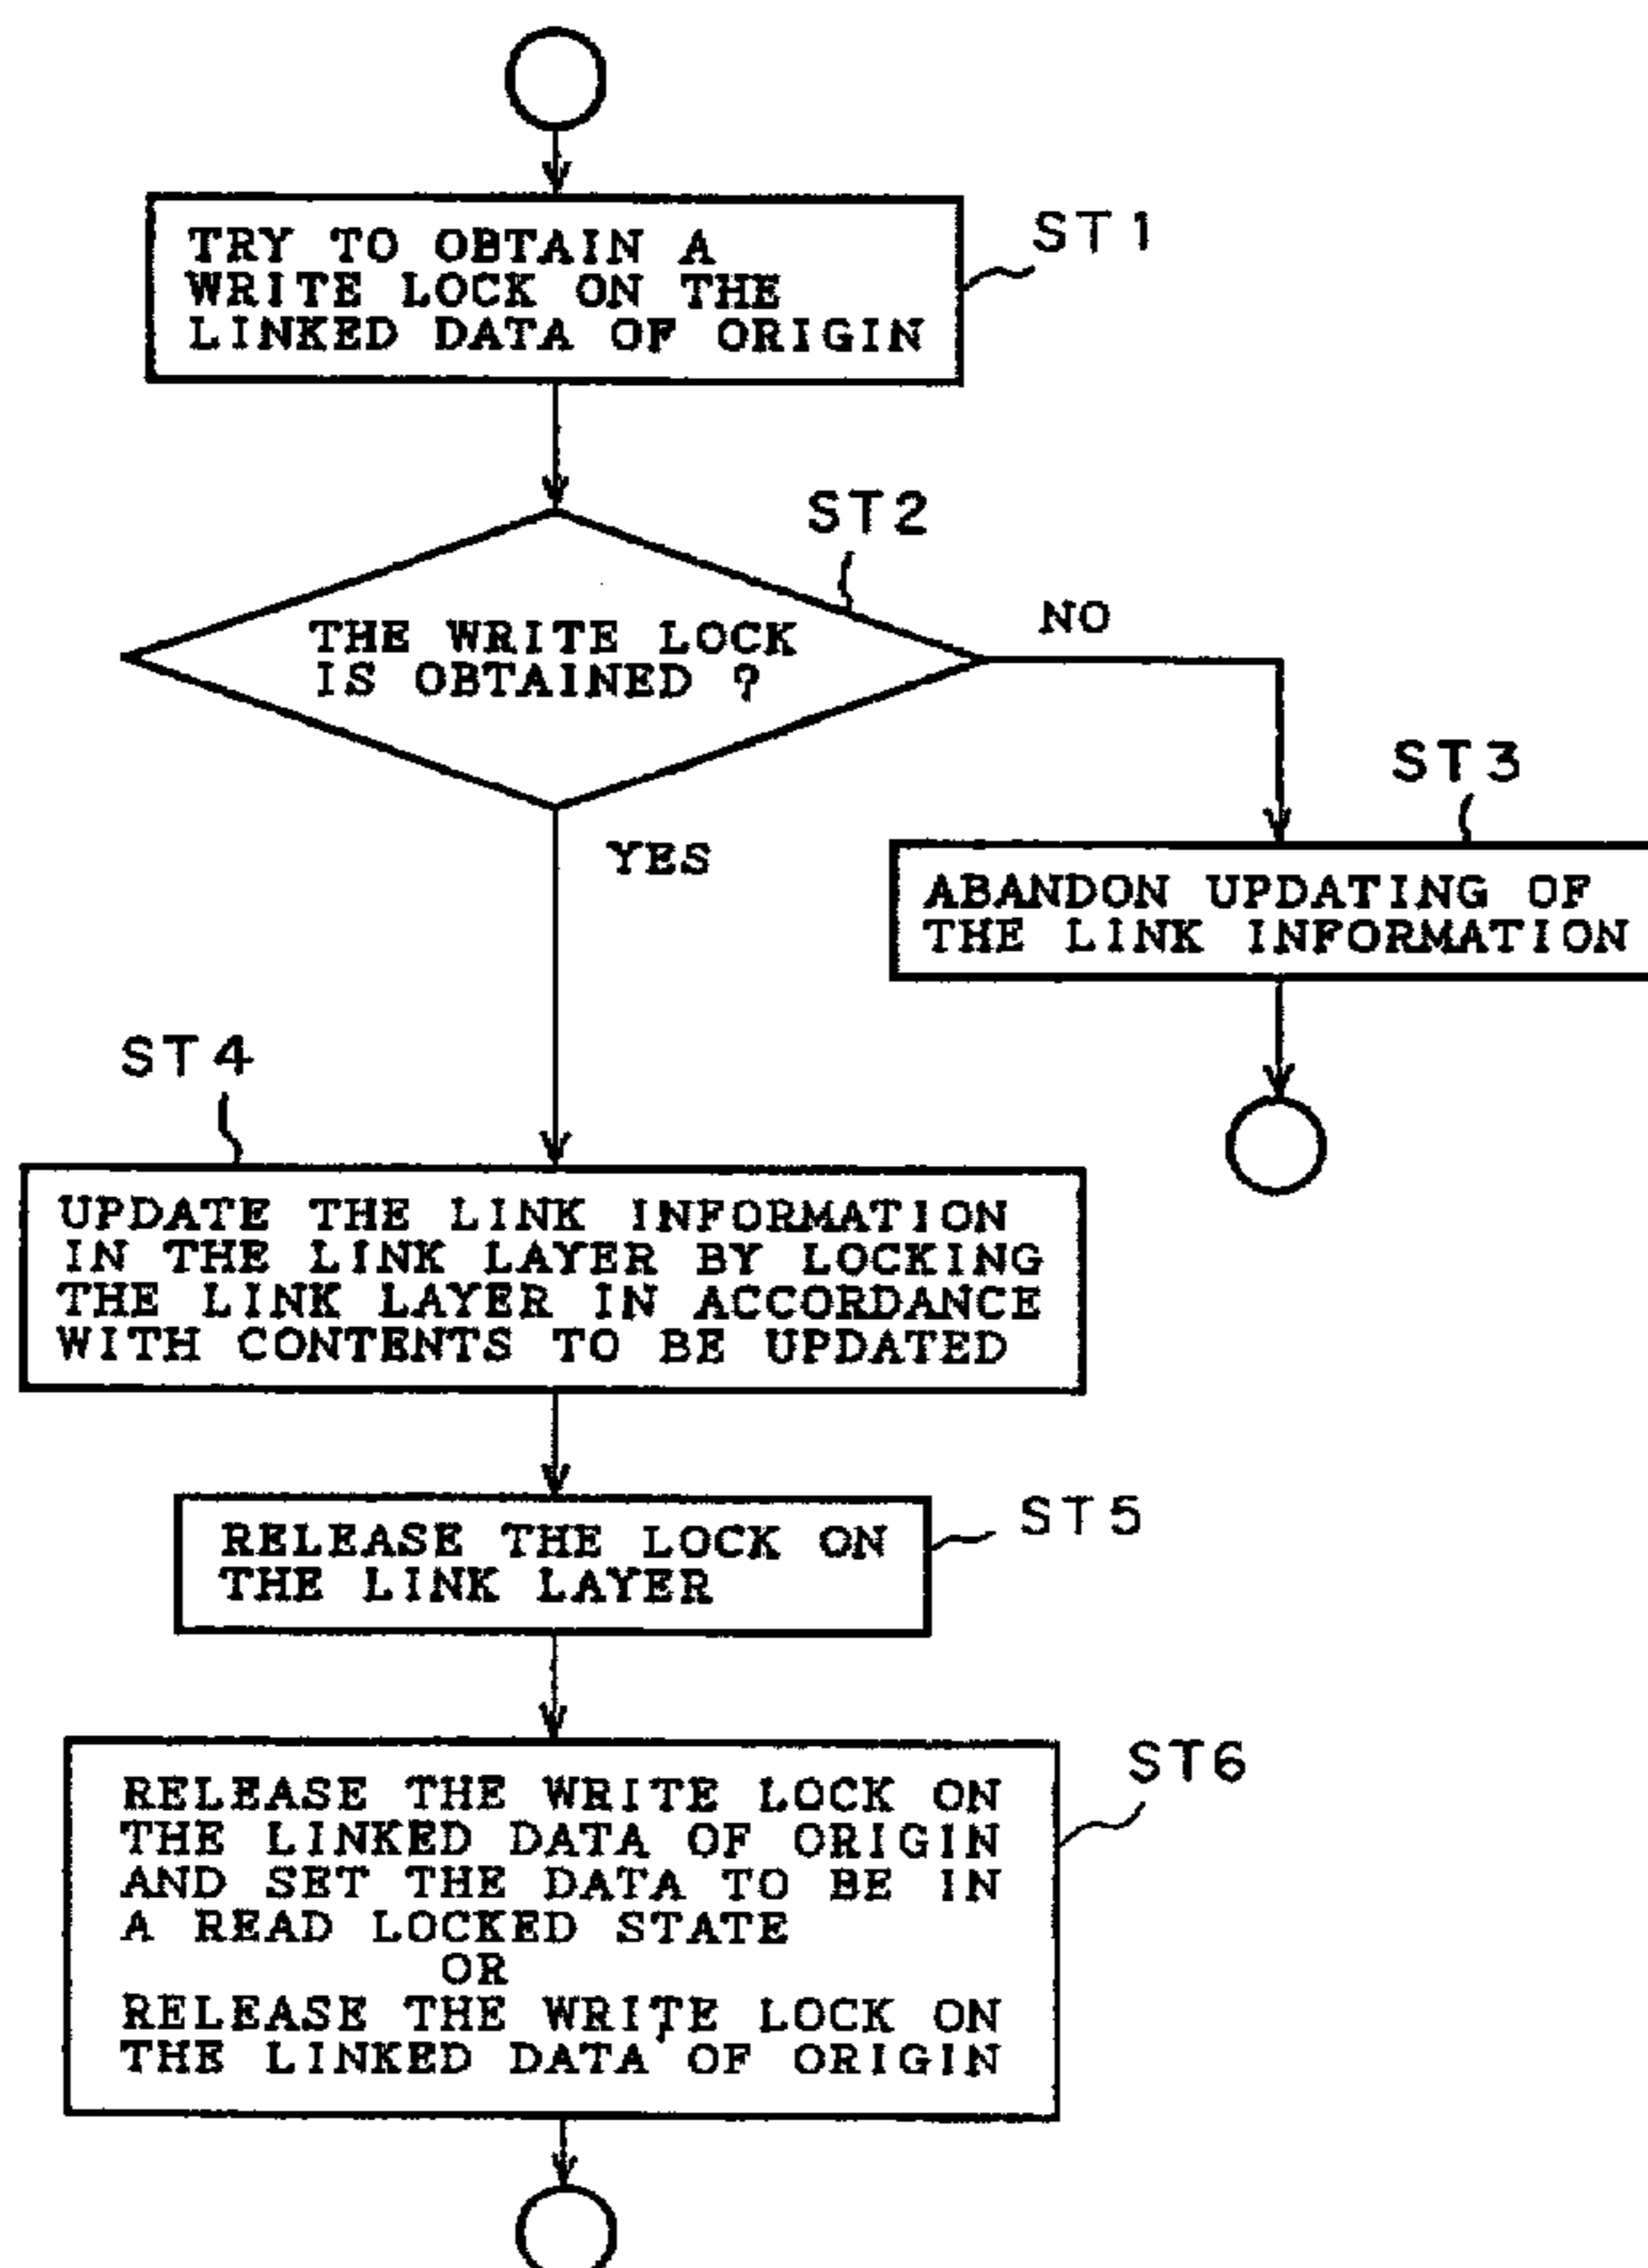 TRY TO OBTAIN A
WRITE LOCK ON THE
LINKED DATA OF ORIGIN
ST1
ST2
THE WRITE LOCK
IS OBTAINED ?
NO
YES
ST3
ABANDON UPDATING OF
THE LINK INFORMATION
ST4
UPDATE THE LINK INFORMATION
IN THE LINK LAYER BY LOCKING
THE LINK LAYER IN ACCORDANCE
WITH CONTENTS TO BE UPDATED
RELEASE THE LOCK ON
THE LINK LAYER
ST5
RELEASE THE WRITE LOCK ON
THE LINKED DATA OF ORIGIN
AND SET THE DATA TO BE IN
A READ LOCKED STATE
OR
RELEASE THE WRITE LOCK ON
THE LINKED DATA OF ORIGIN
ST6